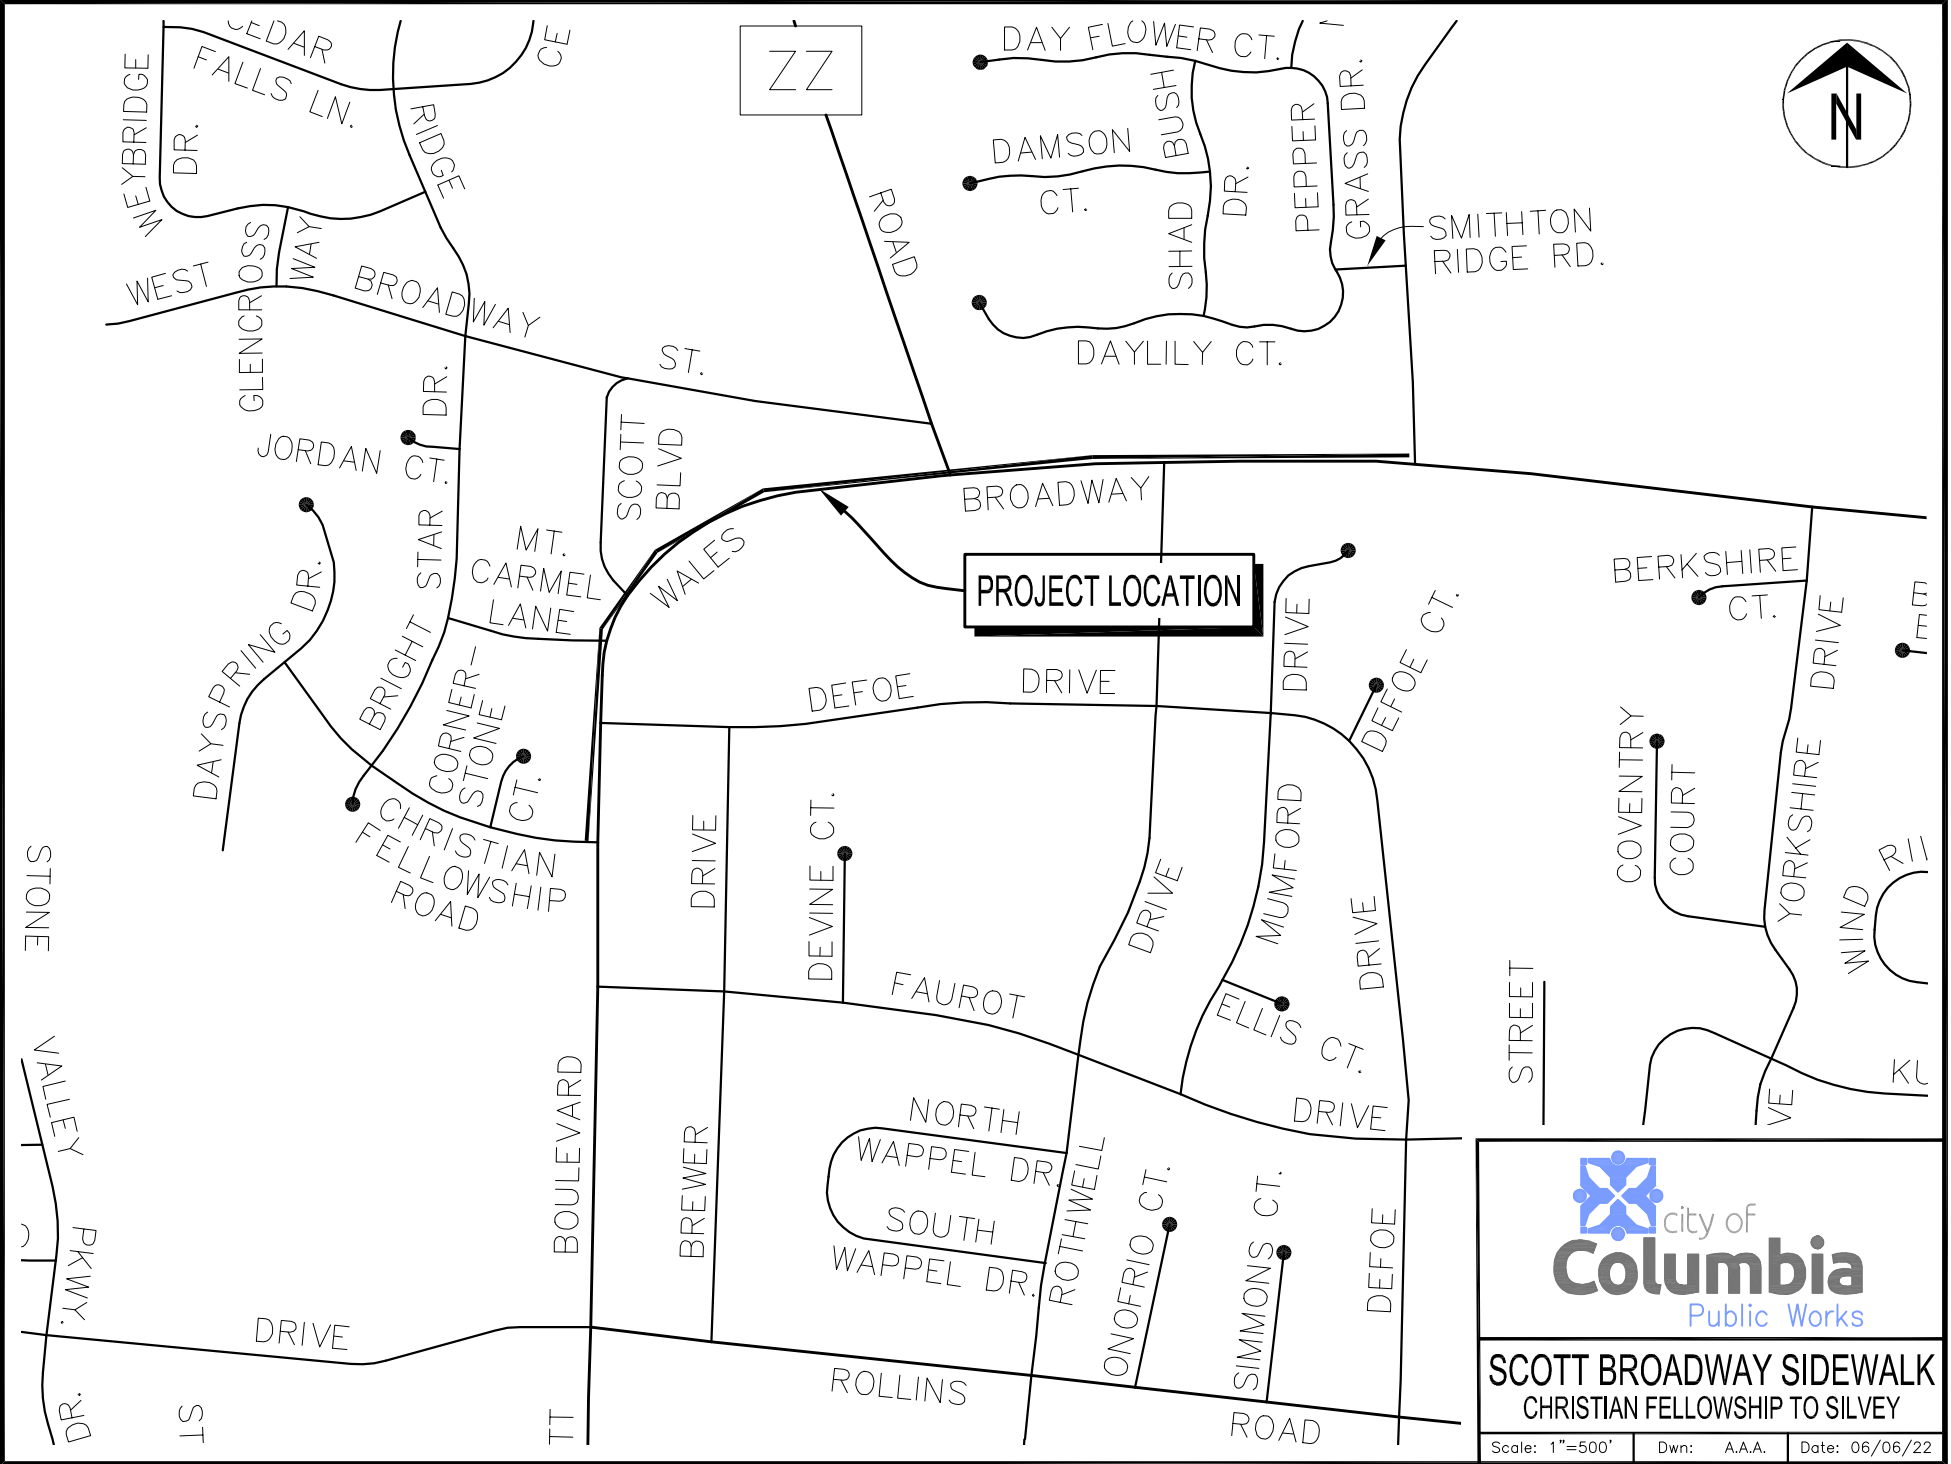 CEDAR
FALLS LN.
CE
ZZ
DAY FLOWER CT.
WEYBRIDGE
DR.
RIDGE
DAMSON
CT.
SHAD
BUSH
DR.
PEPPER
GRASS DR.
N
SMITHTON
RIDGE RD.
ROAD
WEST
BROADWAY
ST.
GLENCROSS
WAY
DAYLILY CT.
JORDAN CT.
DR.
SCOTT
BLVD
BROADWAY
WALES
MT.
CARMEL
LANE
BRIGHT STAR
DAYSPRING DR.
CORNER-
STONE
CT.
PROJECT LOCATION
BERKSHIRE
CT.
DEFOE CT.
DEFOE
DRIVE
DRIVE
MUMFORD
YORKSHIRE DRIVE
COVENTRY
COURT
CHRISTIAN
FELLOWSHIP
ROAD
DRIVE
DEVINE CT.
DRIVE
DRIVE
STONE
VALLEY
PKWY.
FAUROT
DRIVE
ELLIS CT.
STREET
WIND
RI
KU
VE
BOULEVARD
BREWER
NORTH
WAPPEL DR.
SOUTH
WAPPEL DR.
ROTHWELL
ONOFRIO CT.
SIMMONS CT.
DEFOE
DRIVE
ROLLINS
ROAD
DR.
ST
TT
city of
Columbia
Public Works
SCOTT BROADWAY SIDEWALK
CHRISTIAN FELLOWSHIP TO SILVEY
Scale: 1"=500'
Dwn: A.A.A.
Date: 06/06/22